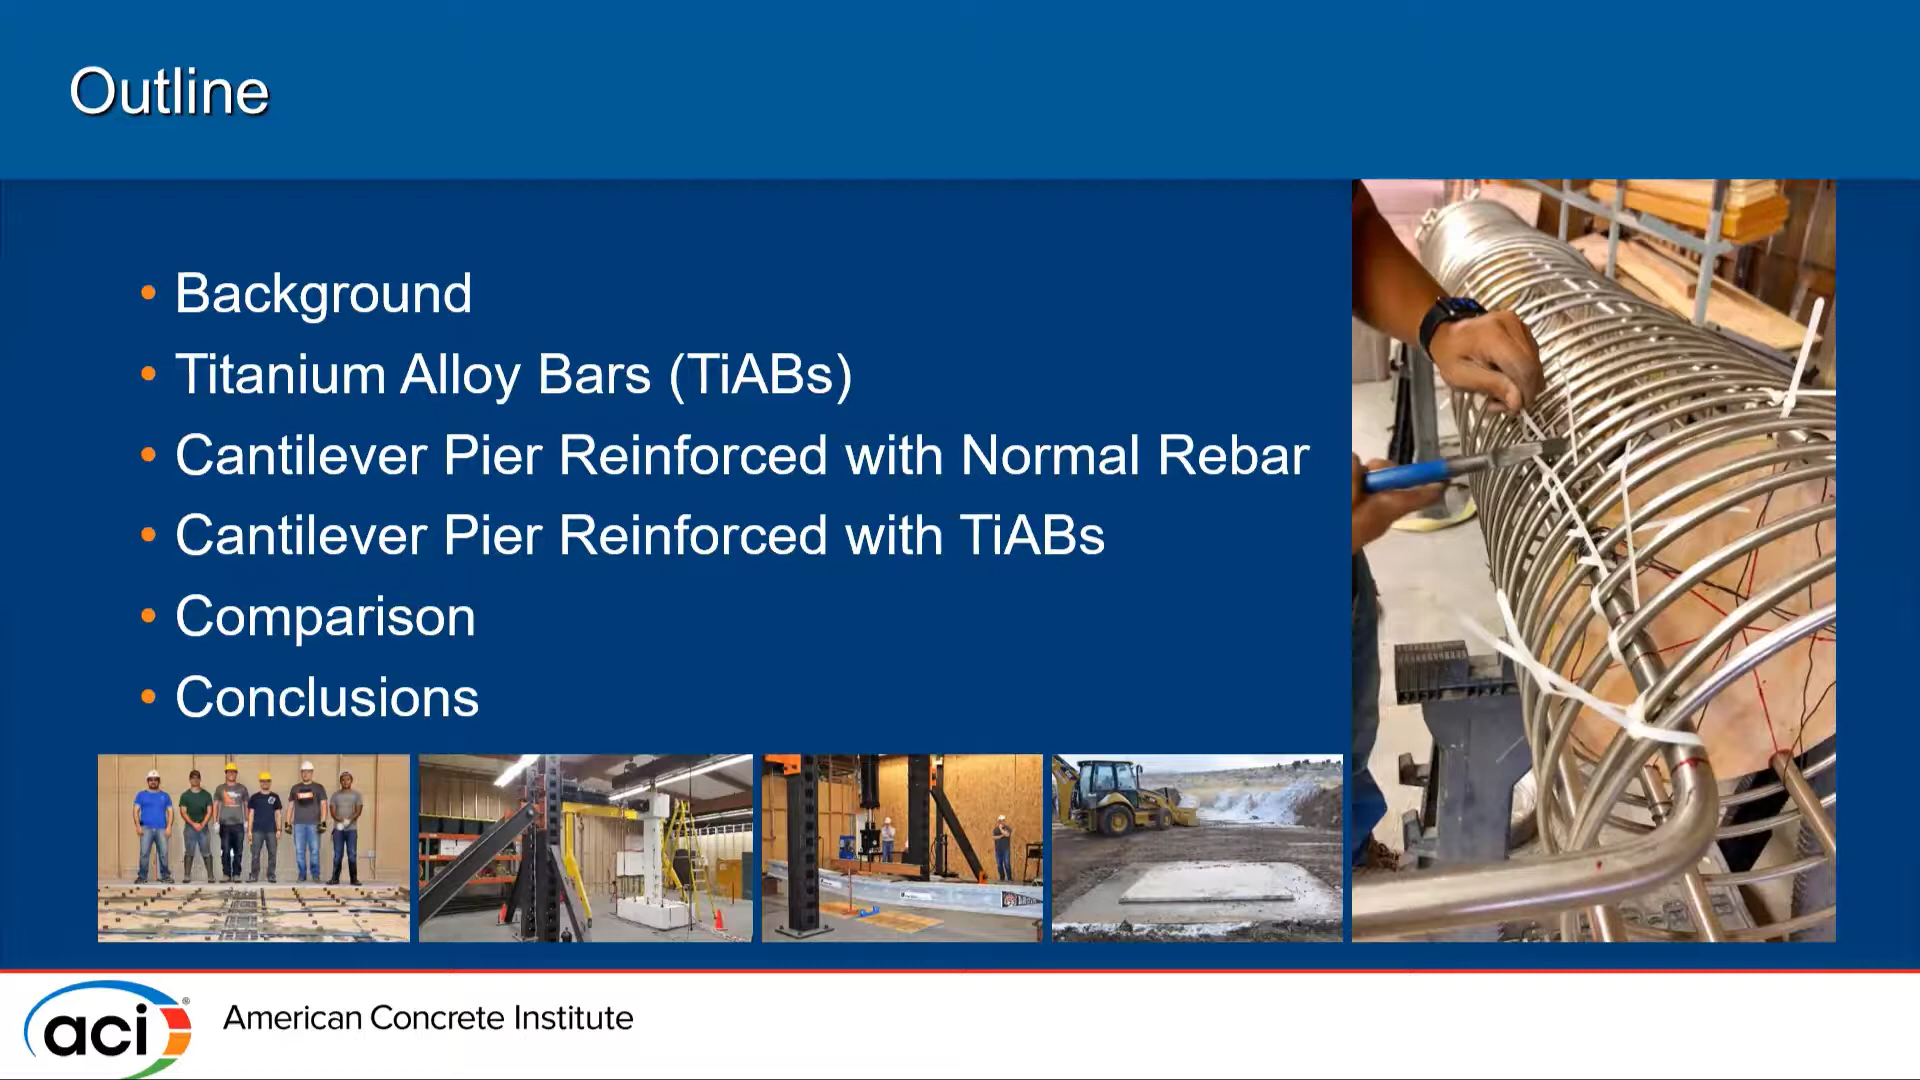 Outline
• Background
• Titanium Alloy Bars (TiABs)
• Cantilever Pier Reinforced with Normal Rebar
• Cantilever Pier Reinforced with TiABs
• Comparison
• Conclusions
aci®
American Concrete Institute